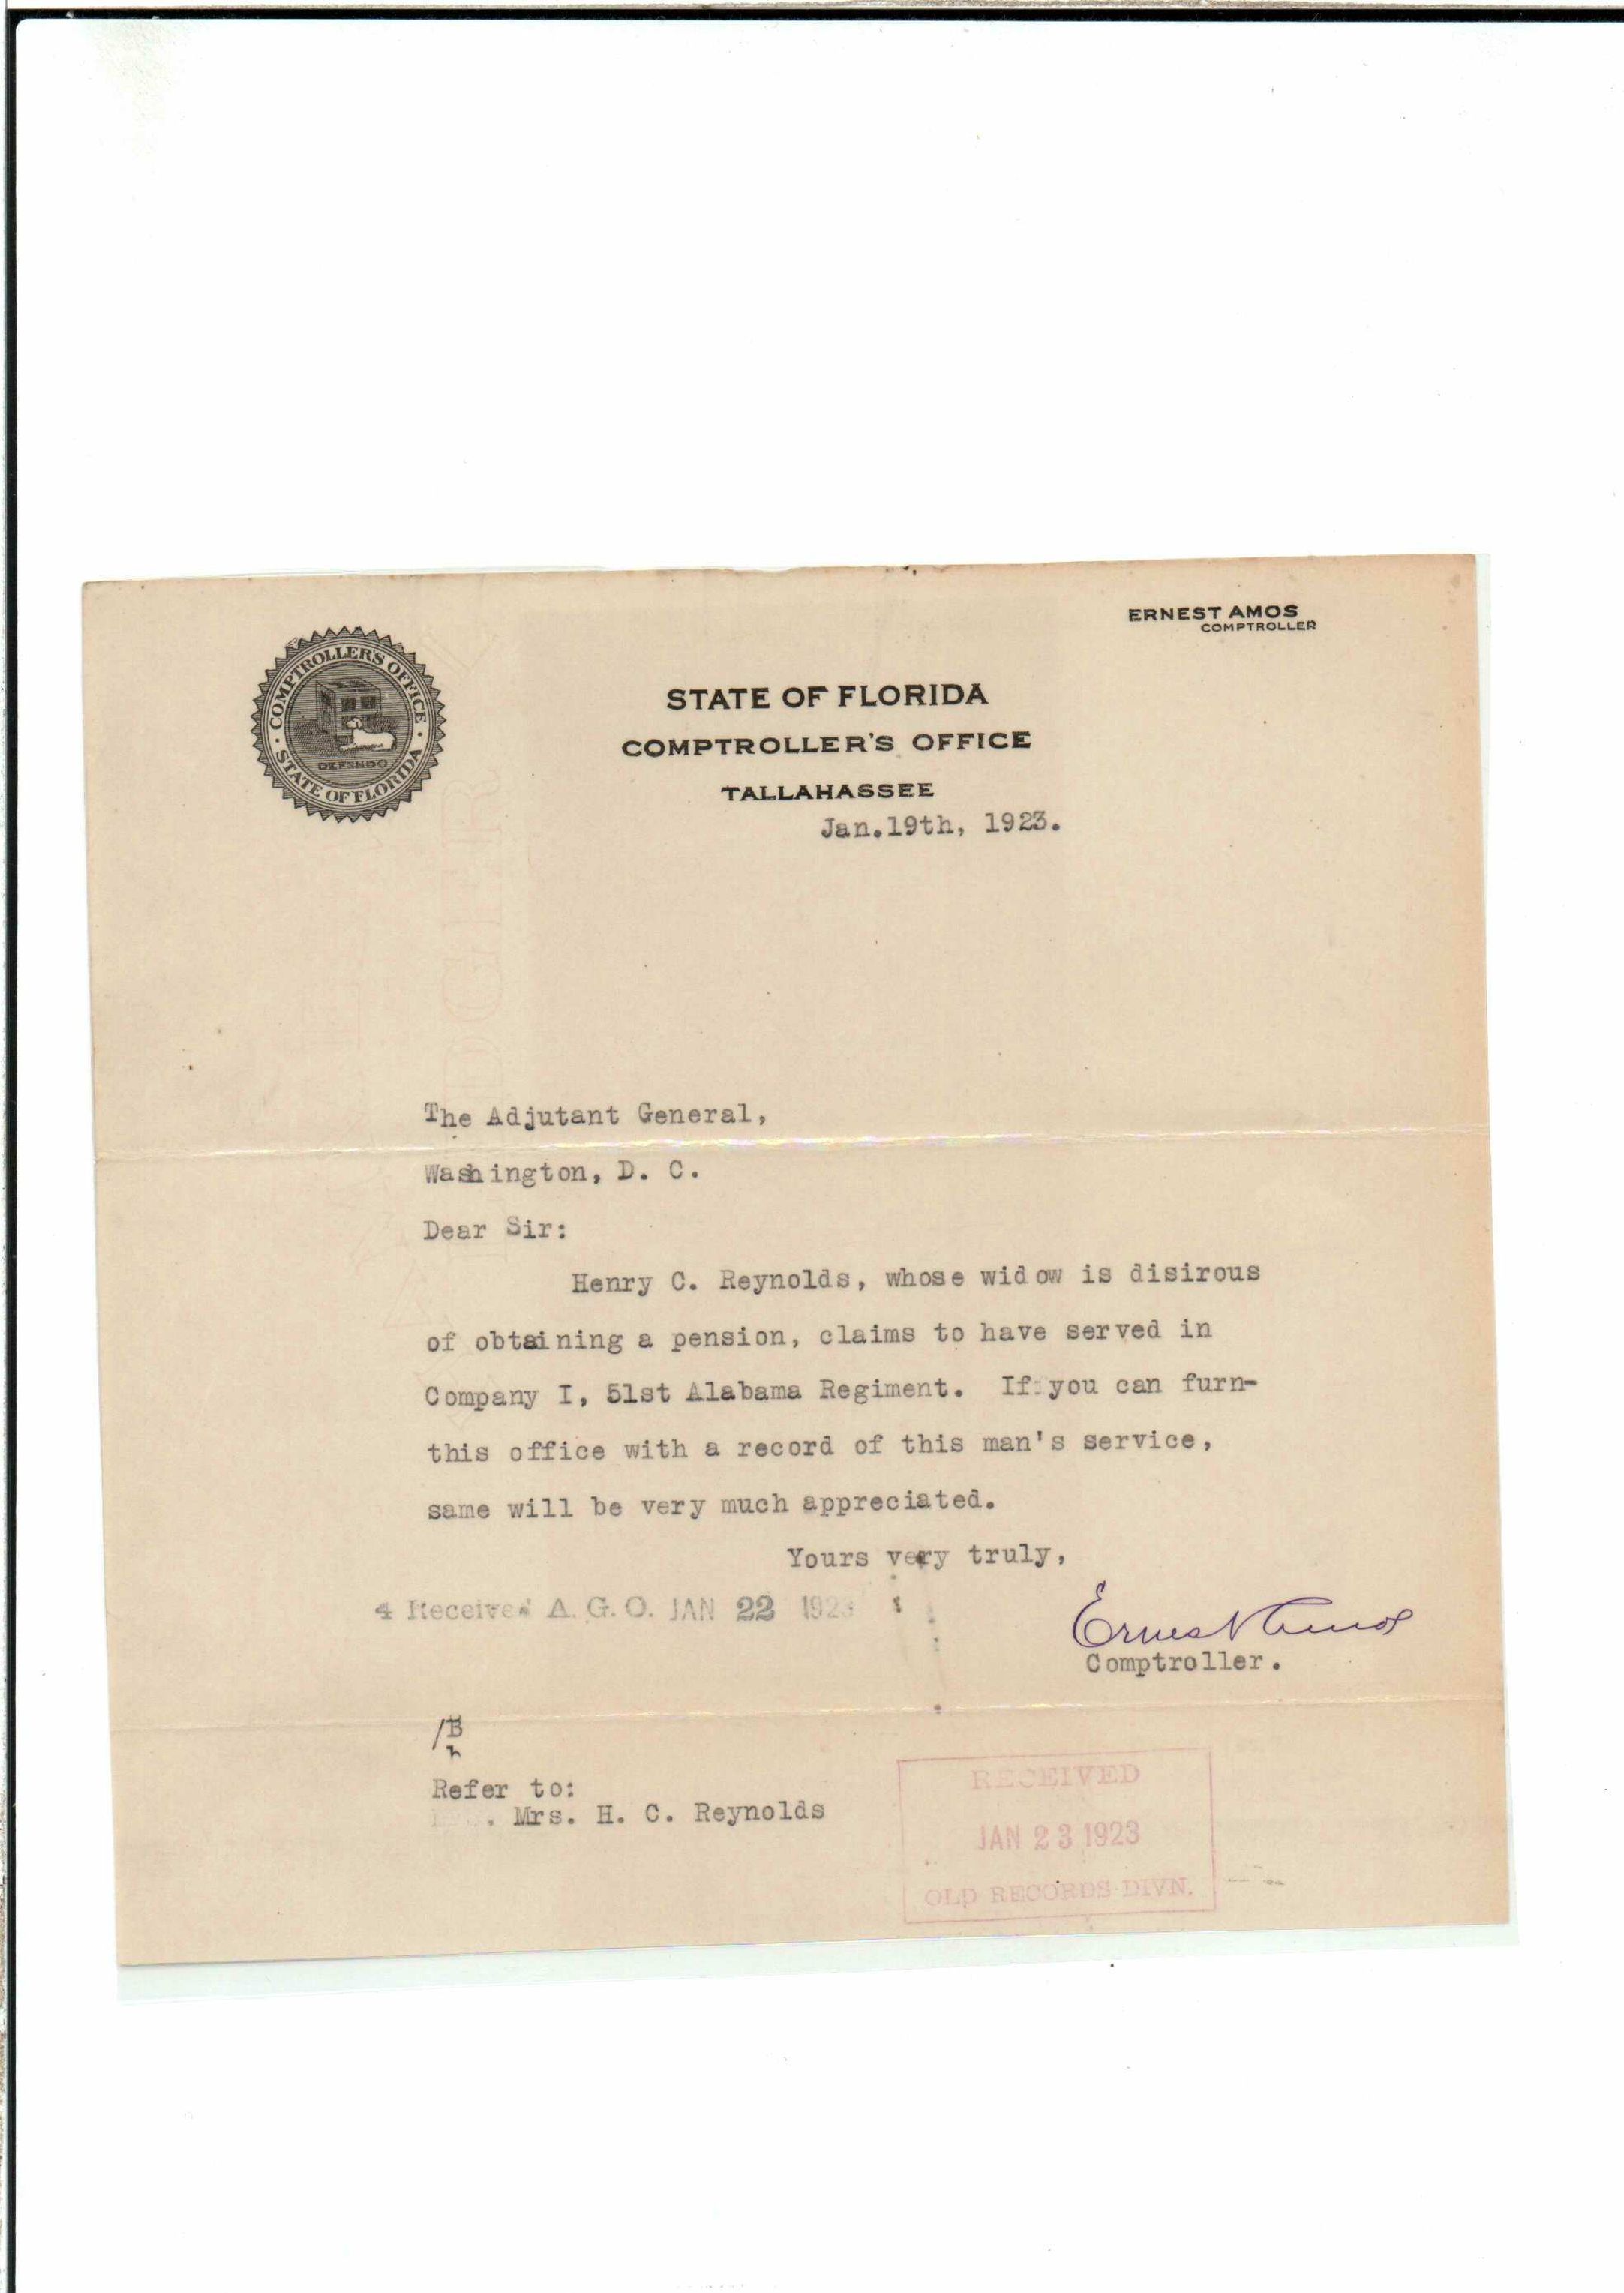 ERNEST AMOS
COMPTROLLER
COMPTROLLER'S OFFICE
DEFENDO
STATE OF FLORIDA
STATE OF FLORIDA
COMPTROLLER'S OFFICE
TALLAHASSEE
Jan.19th, 1923.
The Adjutant General,
Washington, D. C.
Dear Sir:
Henry C. Reynolds, whose widow is disirous
of obtaining a pension, claims to have served in
Company I, 51st Alabama Regiment. If you can furn-
this office with a record of this man's service,
same will be very much appreciated.
Yours very truly,
4 Received A. G. O. JAN 22 1923
Ernest Amos
Comptroller.
/B
Refer to:
. Mrs. H. C. Reynolds
RECEIVED
JAN 23 1923
OLD RECORDS DIVN.